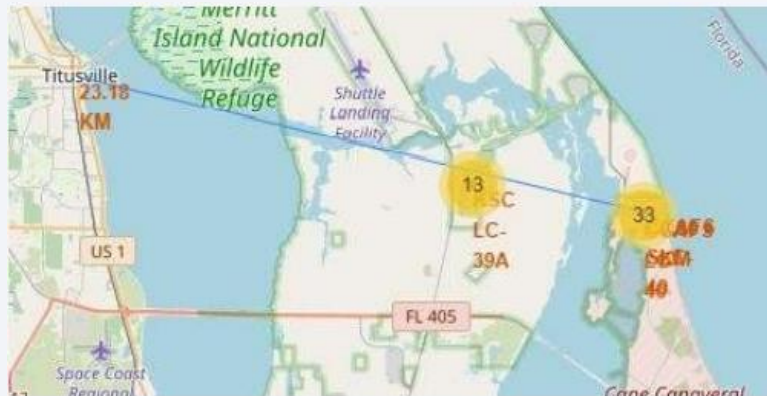 Merritt
Island National
Wildlife
Refuge
Florida
Titusville
23.18
KM
Shuttle
Landing
Facility
13
KSC
LC-
39A
33
40
US 1
FL 405
Space Coast
Regional
Cape Canaveral